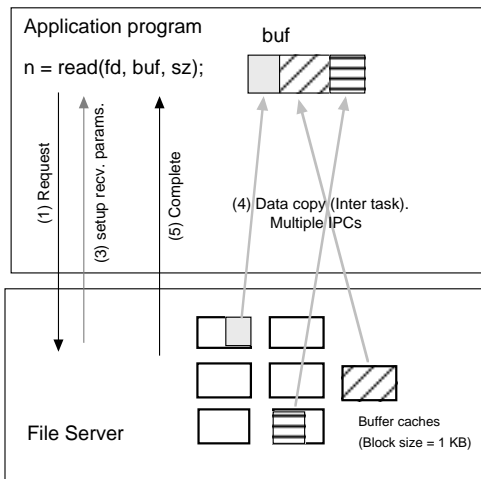 Application program
buf
n = read(fd, buf, sz);
(1) Request
(3) setup recv. params.
(5) Complete
(4) Data copy (Inter task).
Multiple IPCs
Buffer caches
(Block size = 1 KB)
File Server